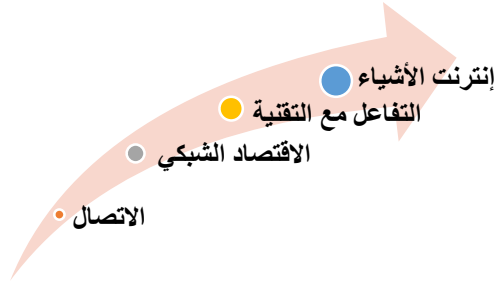 إنترنت الأشياء
التفاعل مع التقنية
الاقتصاد الشبكي
الاتصال